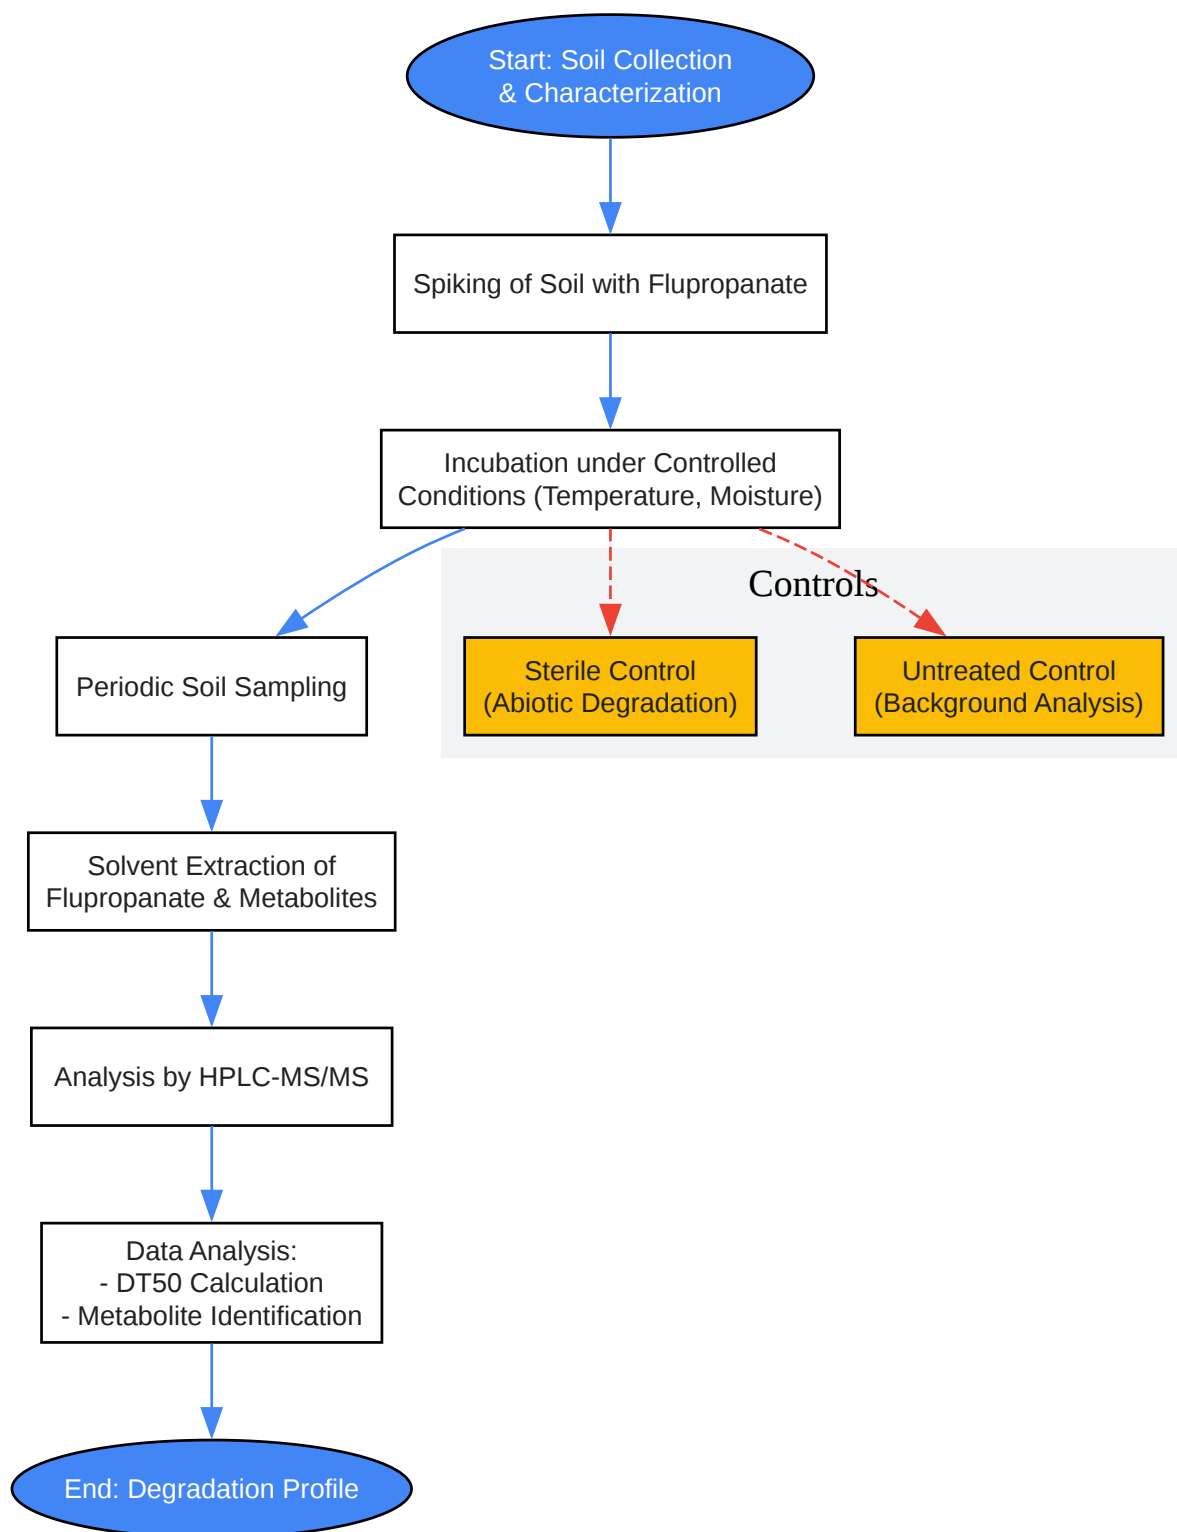 Start: Soil Collection
& Characterization
Spiking of Soil with Flupropanate
Incubation under Controlled
Conditions (Temperature, Moisture)
Controls
Periodic Soil Sampling
Sterile Control
(Abiotic Degradation)
Untreated Control
(Background Analysis)
Solvent Extraction of
Flupropanate & Metabolites
Analysis by HPLC-MS/MS
Data Analysis:
- DT50 Calculation
- Metabolite Identification
End: Degradation Profile